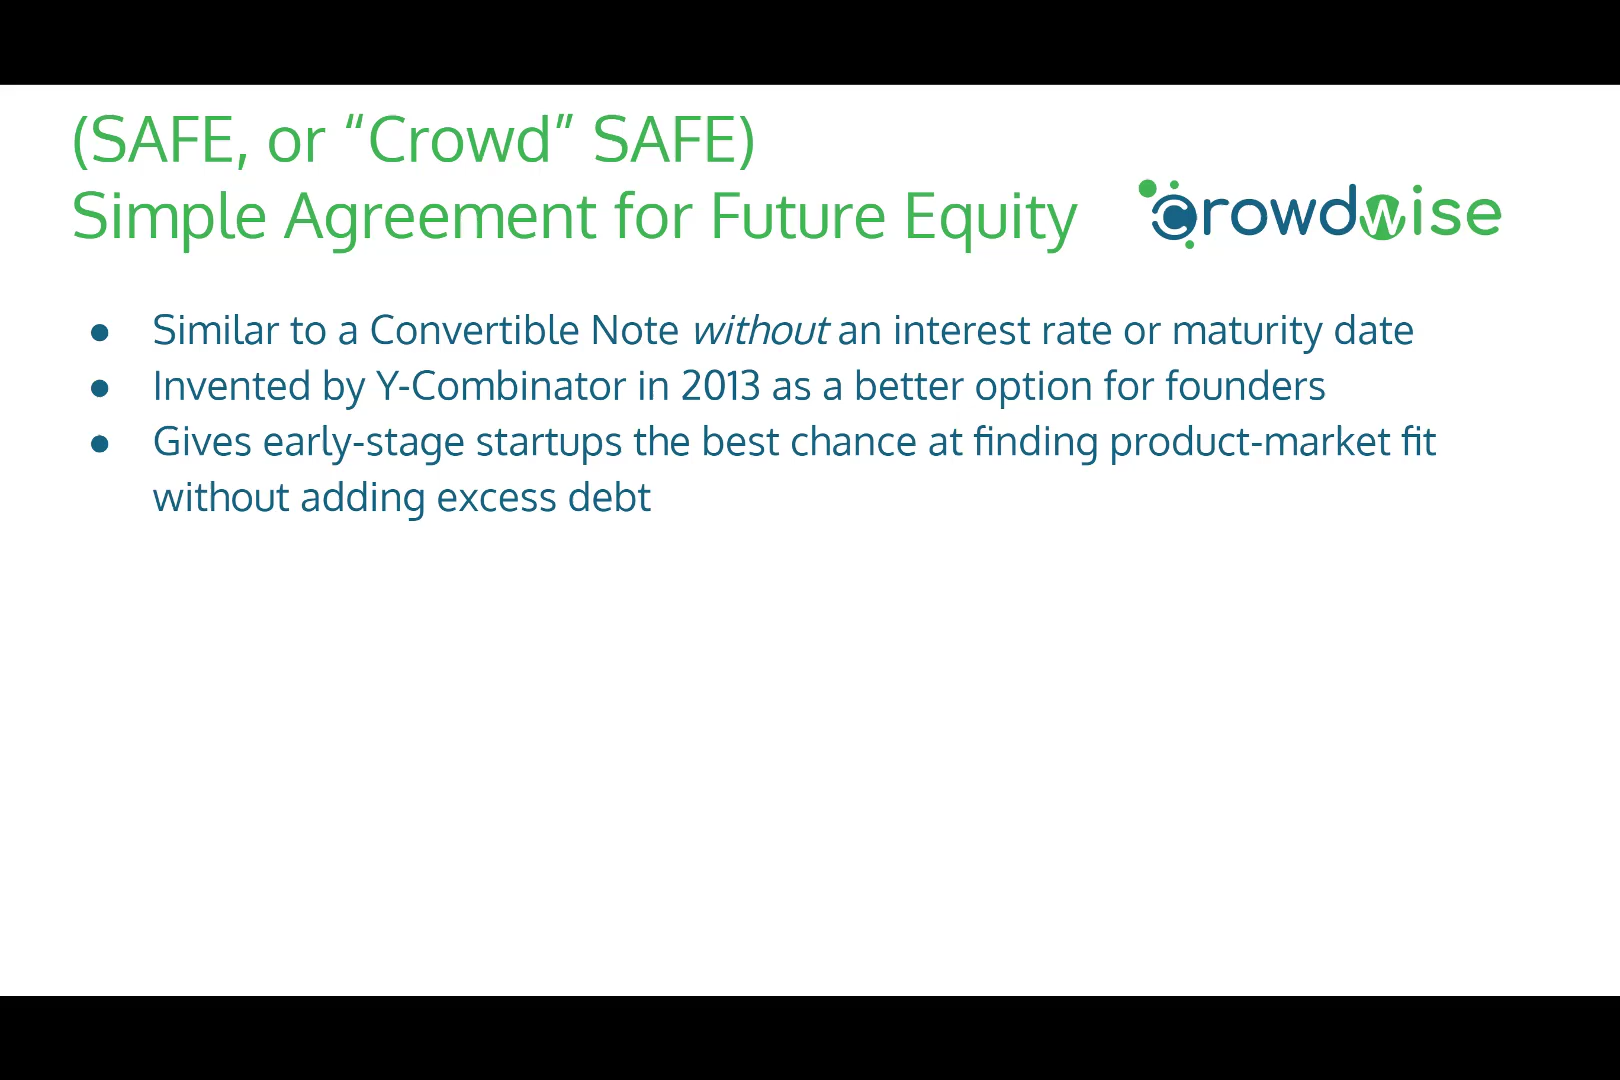 (SAFE, or “Crowd” SAFE)
Simple Agreement for Future Equity
crowdwise
● Similar to a Convertible Note without an interest rate or maturity date
● Invented by Y-Combinator in 2013 as a better option for founders
● Gives early-stage startups the best chance at finding product-market fit
without adding excess debt